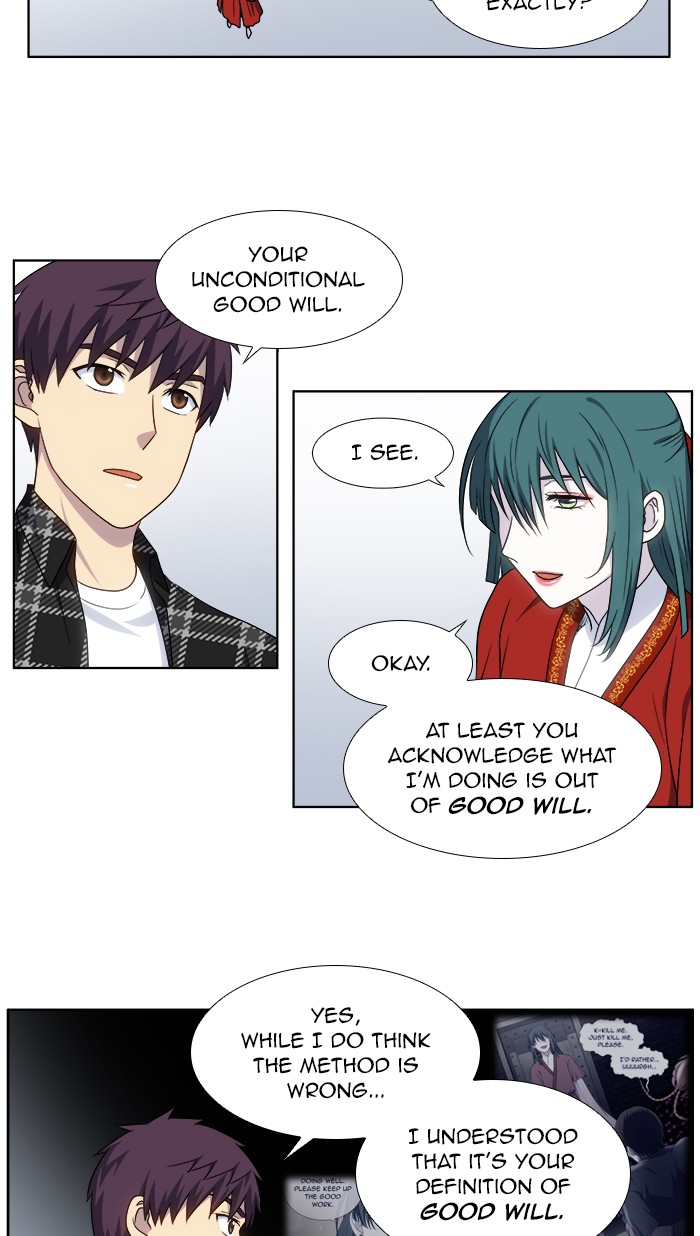 EXACTLY?
YOUR
UNCONDITIONAL
GOOD WILL.
I SEE.
OKAY.
AT LEAST YOU
ACKNOWLEDGE WHAT
I'M DOING IS OUT
OF GOOD WILL.
YES,
WHILE I DO THINK
THE METHOD IS
WRONG...
K-KILL ME.
JUST KILL ME,
PLEASE.
I'D RATHER...
UUUURGH...
I UNDERSTOOD
THAT IT'S YOUR
DEFINITION OF
GOOD WILL.
DOING WELL.
PLEASE KEEP UP
THE GOOD
WORK.